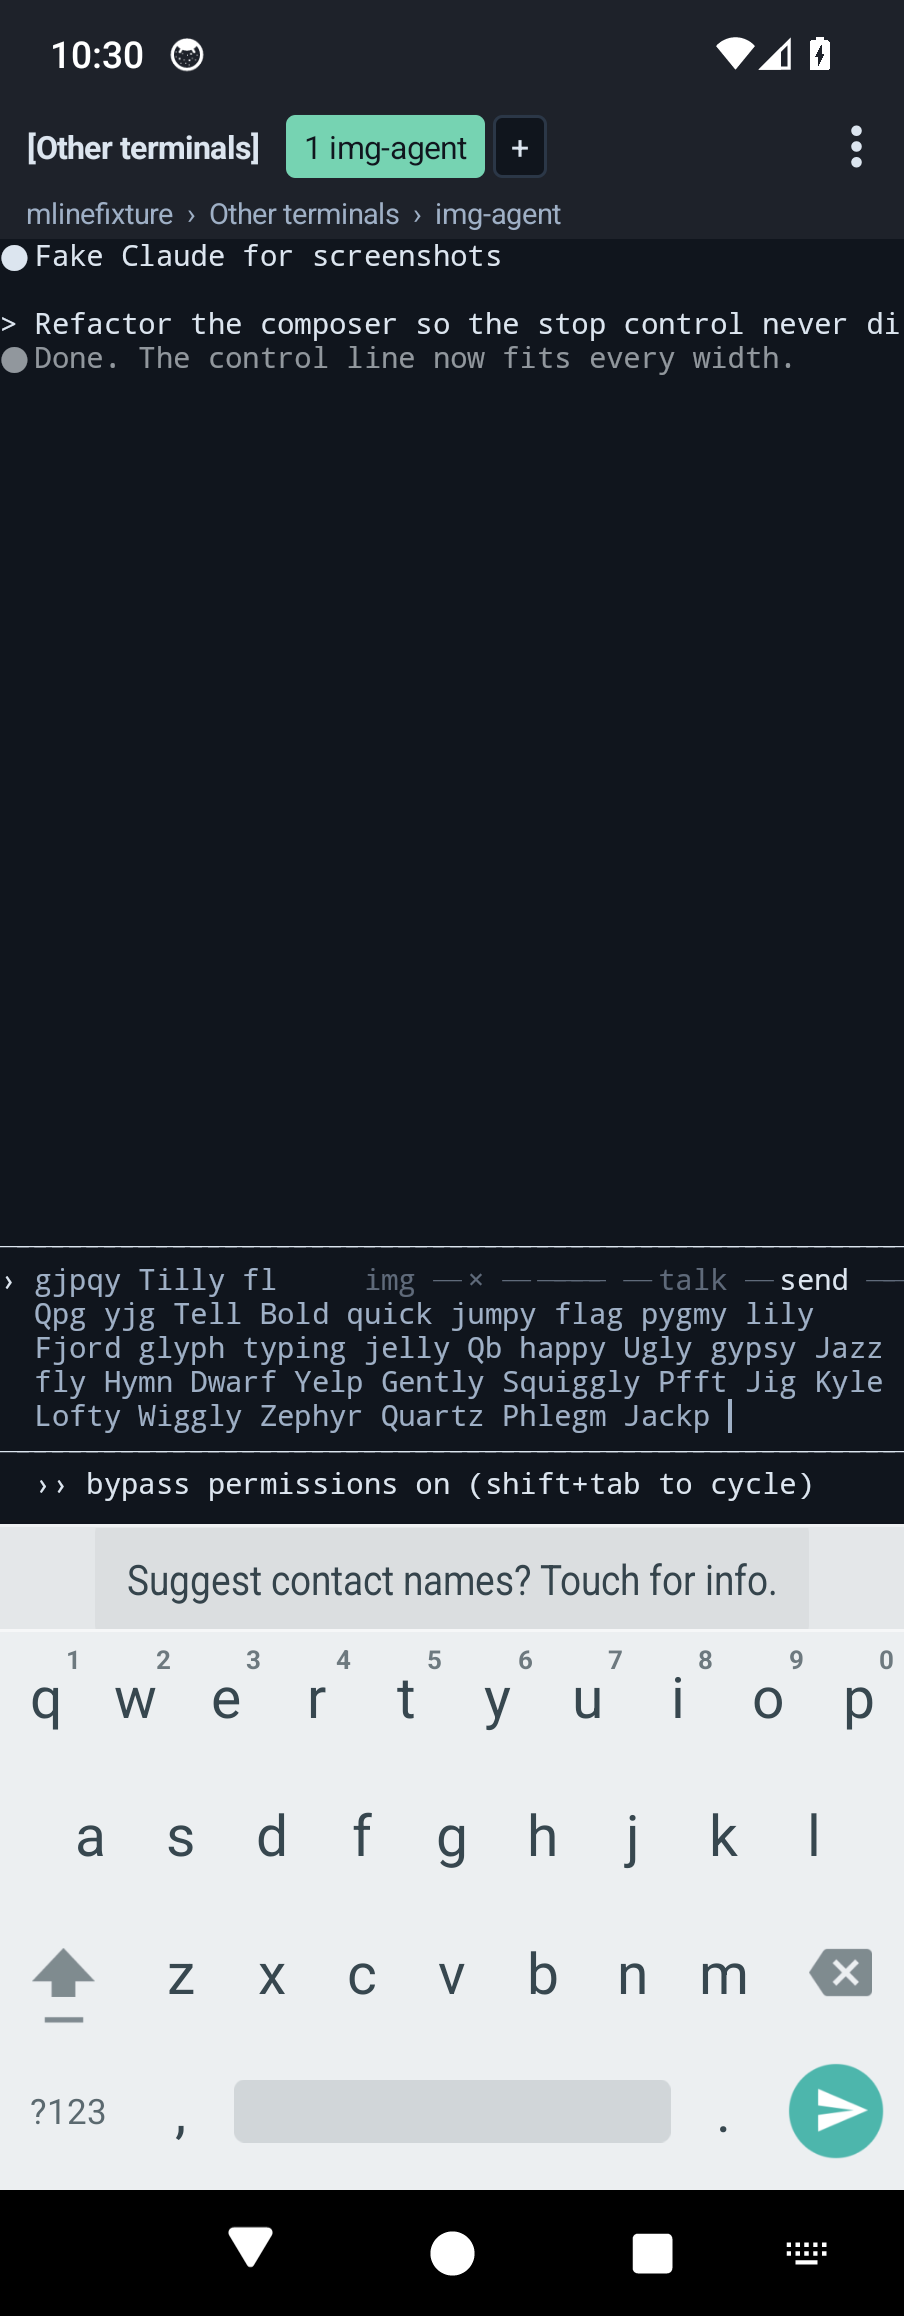 10:30
[Other terminals] 1 img-agent +
mlinefixture › Other terminals › img-agent
Fake Claude for screenshots
> Refactor the composer so the stop control never di
Done. The control line now fits every width.
› gjpqy Tilly fl img — × — ——— — talk — send —
Qpg yjg Tell Bold quick jumpy flag pygmy lily
Fjord glyph typing jelly Qb happy Ugly gypsy Jazz
fly Hymn Dwarf Yelp Gently Squiggly Pfft Jig Kyle
Lofty Wiggly Zephyr Quartz Phlegm Jackp
›› bypass permissions on (shift+tab to cycle)
Suggest contact names? Touch for info.
1 2 3 4 5 6 7 8 9 0
q w e r t y u i o p
a s d f g h j k l
z x c v b n m
?123 , .